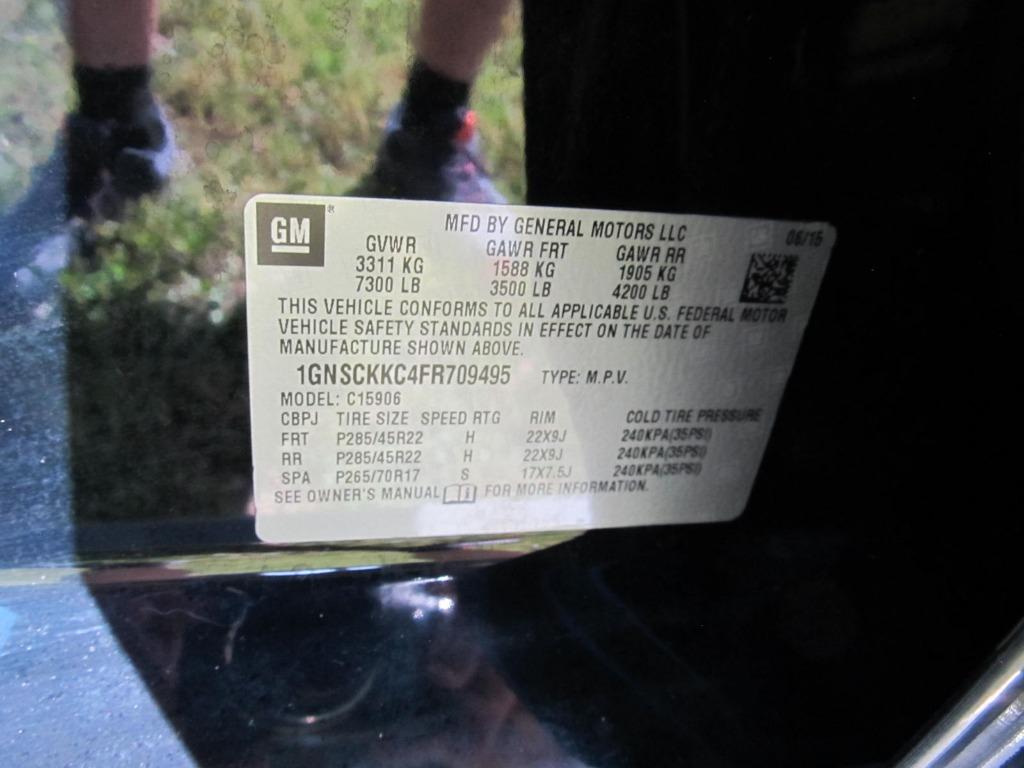 GM®
MFD BY GENERAL MOTORS LLC
06/15
GVWR GAWR FRT GAWR RR
3311 KG 1588 KG 1905 KG
7300 LB 3500 LB 4200 LB
THIS VEHICLE CONFORMS TO ALL APPLICABLE U.S. FEDERAL MOTOR
VEHICLE SAFETY STANDARDS IN EFFECT ON THE DATE OF
MANUFACTURE SHOWN ABOVE.
1GNSCKKC4FR709495 TYPE: M.P.V.
MODEL: C15906
CBPJ TIRE SIZE SPEED RTG RIM COLD TIRE PRESSURE
FRT P285/45R22 H 22X9J 240KPA(35PSI)
RR P285/45R22 H 22X9J 240KPA(35PSI)
SPA P265/70R17 S 17X7.5J 240KPA(35PSI)
SEE OWNER'S MANUAL FOR MORE INFORMATION.